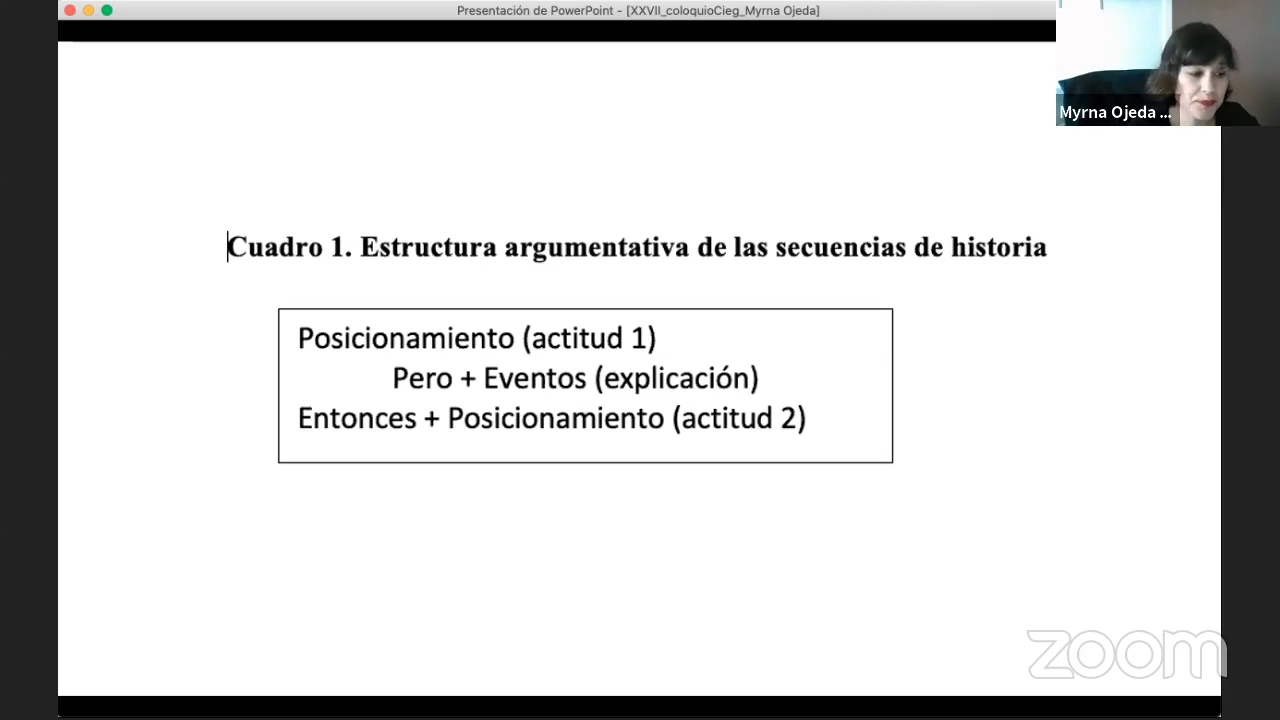 Presentación de PowerPoint - [XXVII_coloquioCieg_Myrna Ojeda]
Myrna Ojeda ...
Cuadro 1. Estructura argumentativa de las secuencias de historia
Posicionamiento (actitud 1)
Pero + Eventos (explicación)
Entonces + Posicionamiento (actitud 2)
zoom